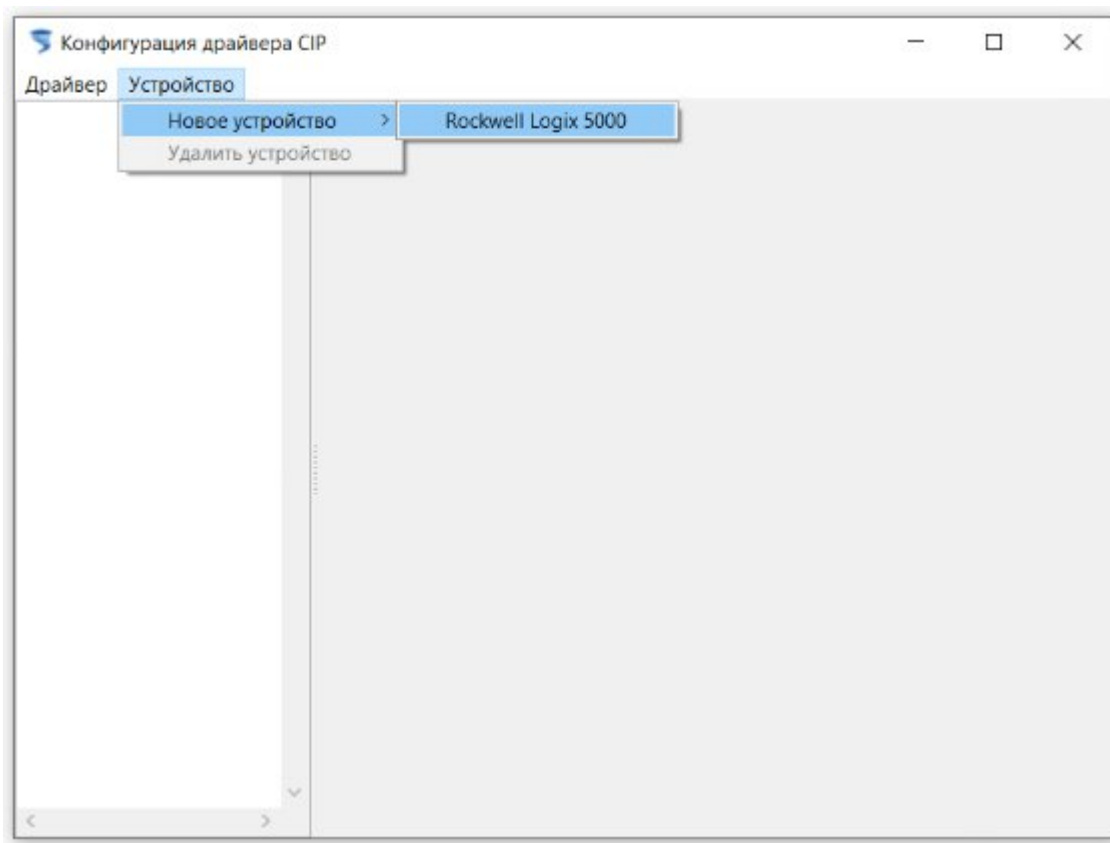 Конфигурация драйвера CIP
Драйвер Устройство
Новое устройство > Rockwell Logix 5000
Удалить устройство